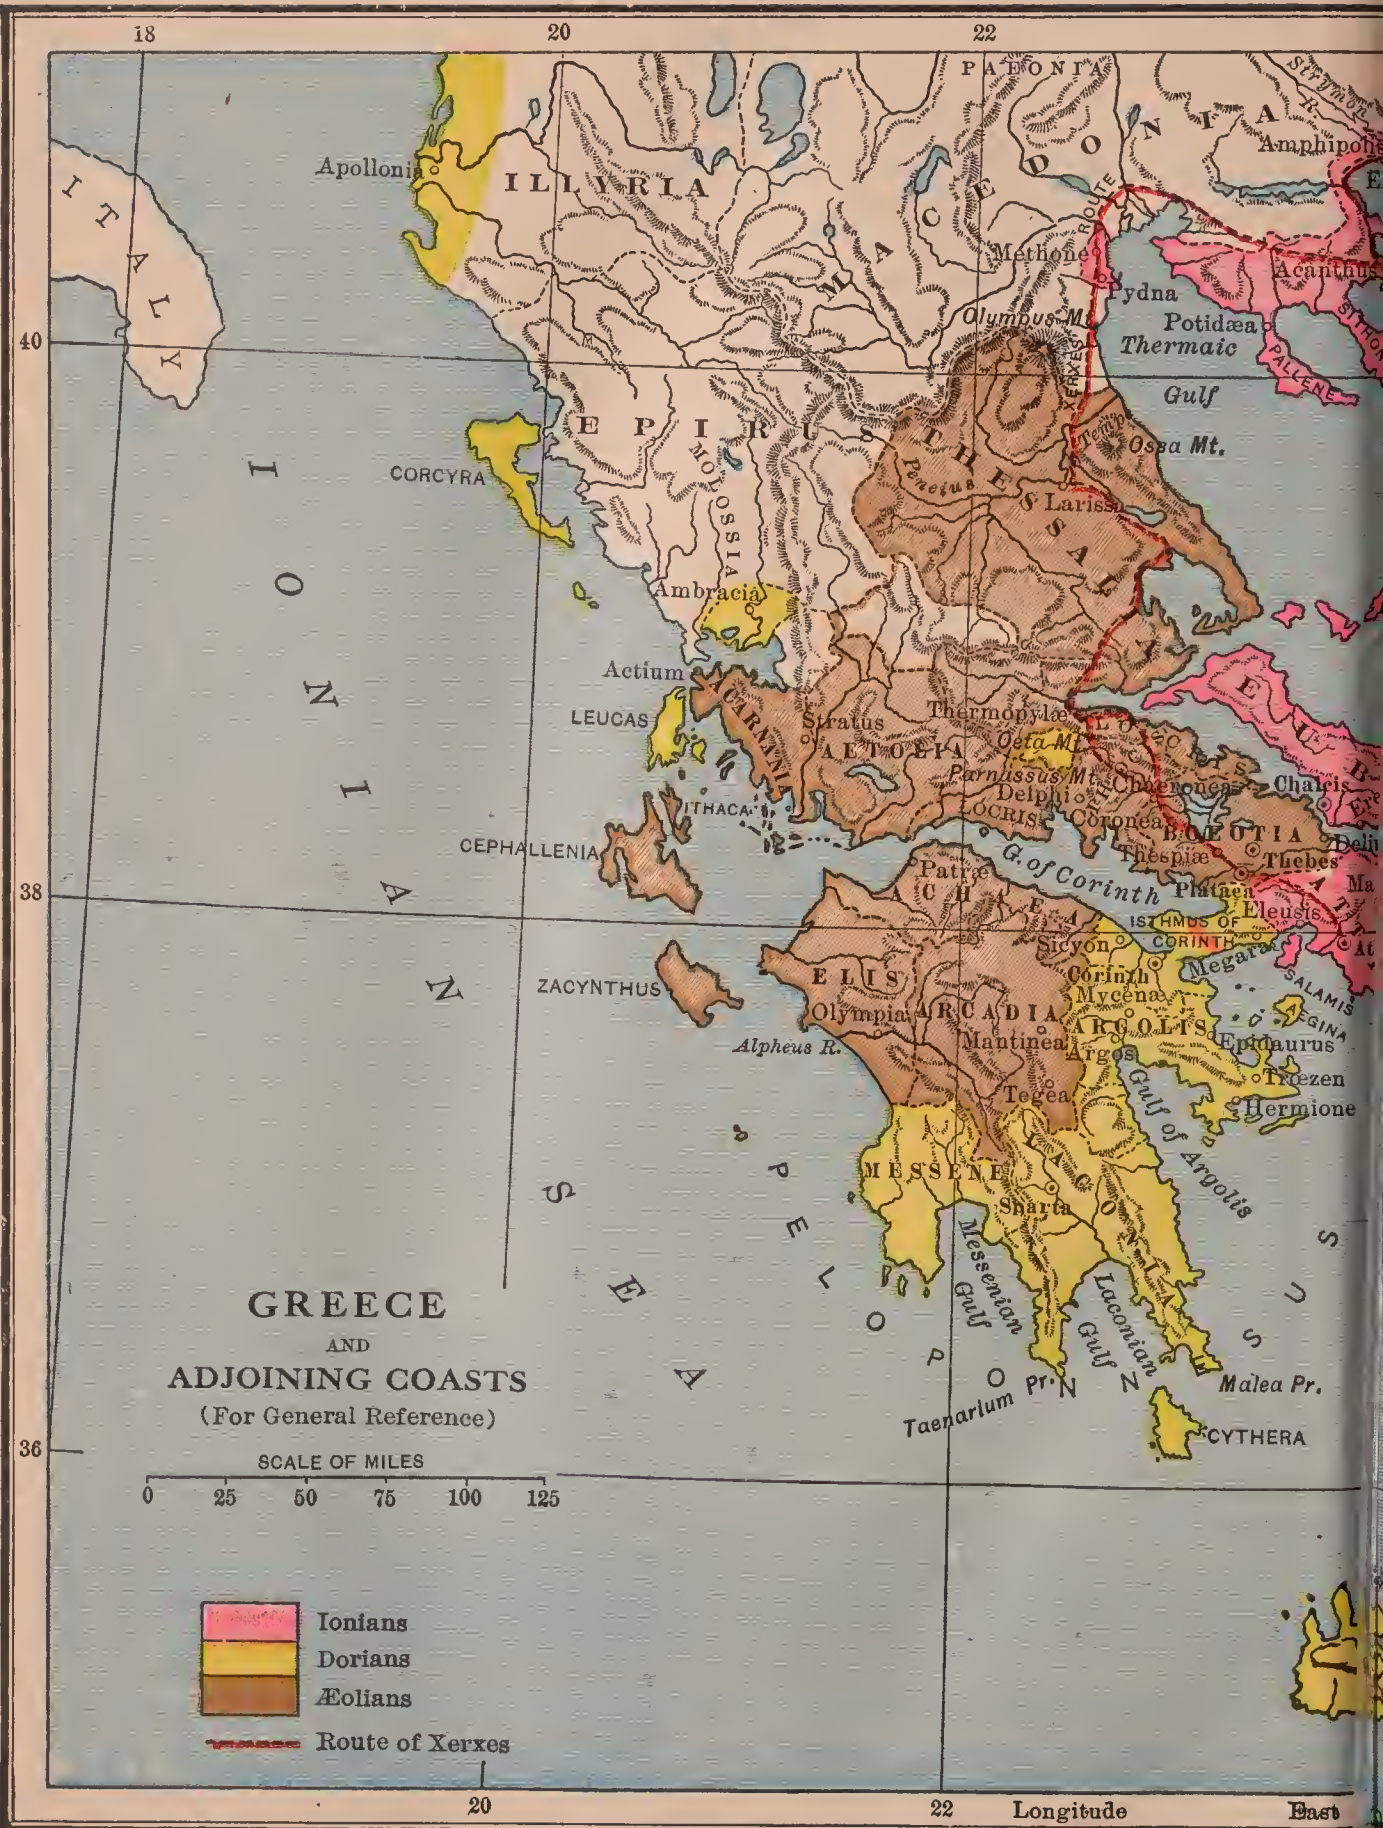 18
20
22
PAEONIA
Strymon R.
MACEDONIA
Amphipolis
ITALY
Apollonia
ILLYRIA
XERXES ROUTE
Methone
Pydna
Acanthus
Olympus Mt.
Potidæa
Thermaic
Gulf
PALLENE
40
EPIRUS
MOLOSSIA
THESSALY
Peneius
Ossa Mt.
Larissa
CORCYRA
Ambracia
Actium
LEUCAS
ACARNANIA
Stratus
AETOLIA
Thermopylæ
Oeta Mt.
Parnassus Mt.
Delphi
LOCRIS
LOCRIS
EUB
Chalcis
Chæronea
Coronea
BŒOTIA
Thebes
Thespiæ
Platæa
ITHACA
CEPHALLENIA
38
G. of Corinth
Patræ
ACHAEA
Eleusis
ISTHMUS OF
CORINTH
Megara
SALAMIS
Sicyon
Corinth
Mycenæ
ZACYNTHUS
ELIS
Olympia
ARCADIA
Mantinea
Alpheus R.
ARGOLIS
Argos
AEGINA
Epidaurus
Trœzen
Hermione
Tegea
Gulf of Argolis
MESSENE
LACONIA
Sparta
Messenian
Gulf
Laconian
Gulf
IONIAN SEA
PELOPONNESUS
Taenarium Pr.
Malea Pr.
CYTHERA
GREECE
AND
ADJOINING COASTS
(For General Reference)
SCALE OF MILES
0 25 50 75 100 125
36
Ionians
Dorians
Æolians
Route of Xerxes
20
22
Longitude
East